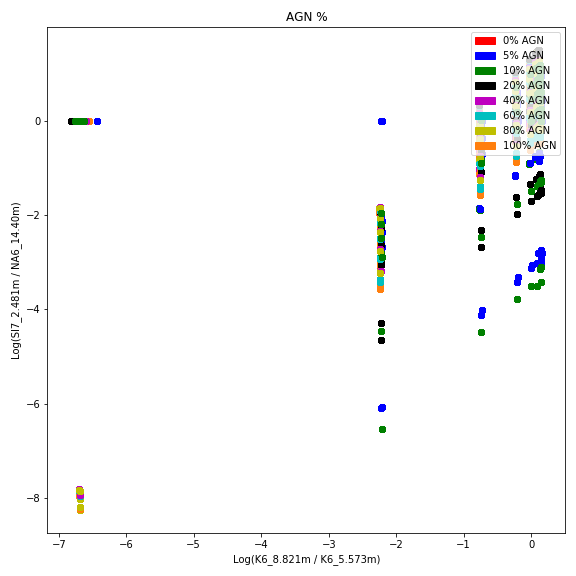 AGN %
0% AGN
5% AGN
10% AGN
20% AGN
40% AGN
60% AGN
80% AGN
100% AGN
0
−2
−4
−6
−8
Log(SI7_2.481m / NA6_14.40m)
−7 −6 −5 −4 −3 −2 −1 0
Log(K6_8.821m / K6_5.573m)